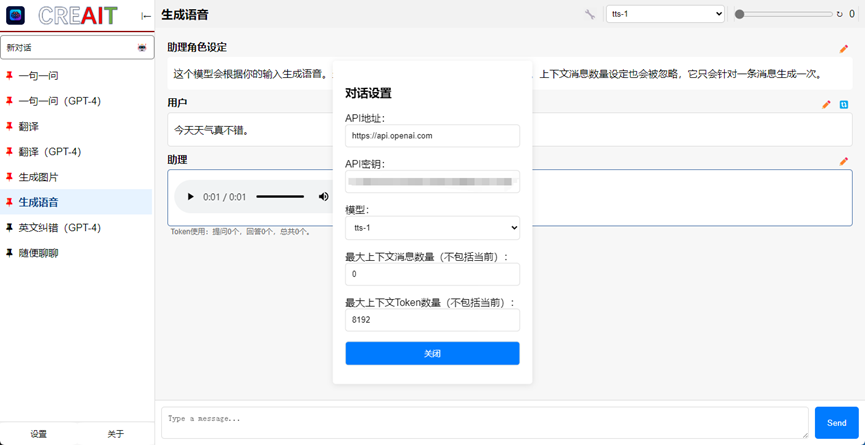 CREAIT
生成语音
tts-1
0
新对话
一句一问
一句一问（GPT-4）
翻译
翻译（GPT-4）
生成图片
生成语音
英文纠错（GPT-4）
随便聊聊
设置
关于
助理角色设定
这个模型会根据你的输入生成语音。
上下文消息数量设定也会被忽略，它只会针对一条消息生成一次。
用户
今天天气真不错。
助理
0:01 / 0:01
Token使用：提问0个，回答0个，总共0个。
对话设置
API地址：
https://api.openai.com
API密钥：
模型：
tts-1
最大上下文消息数量（不包括当前）：
0
最大上下文Token数量（不包括当前）：
8192
关闭
Type a message...
Send